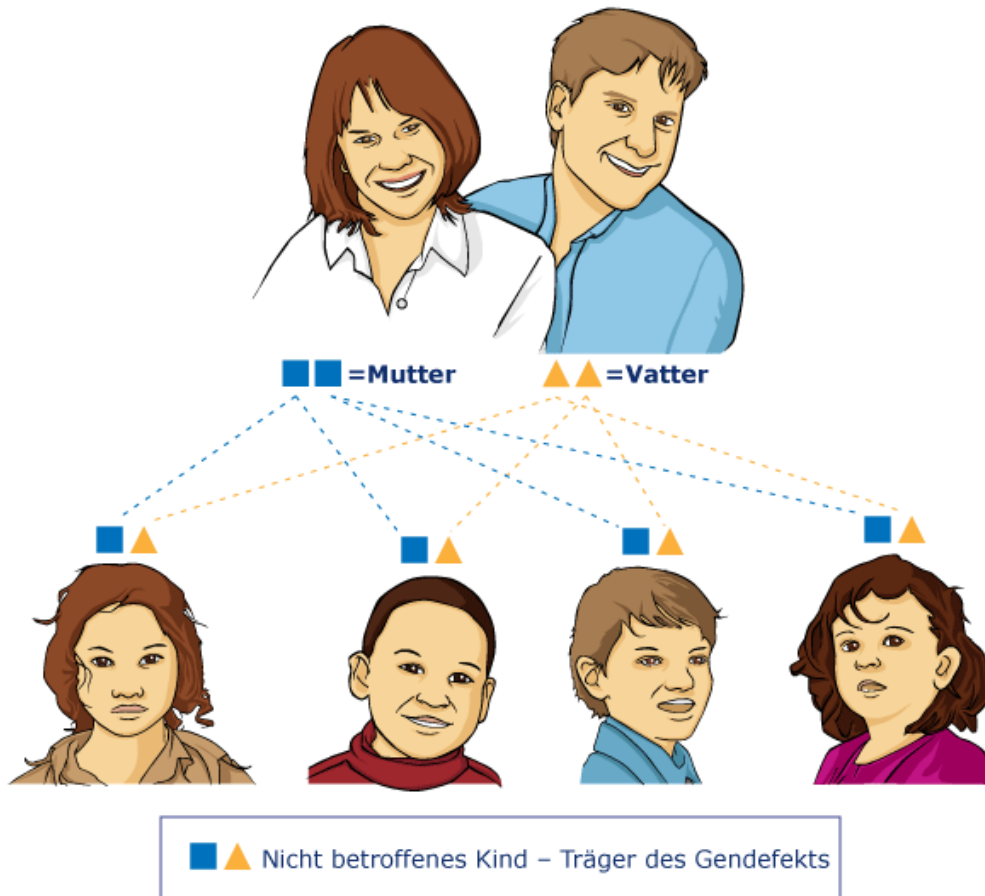 =Mutter =Vatter
Nicht betroffenes Kind – Träger des Gendefekts